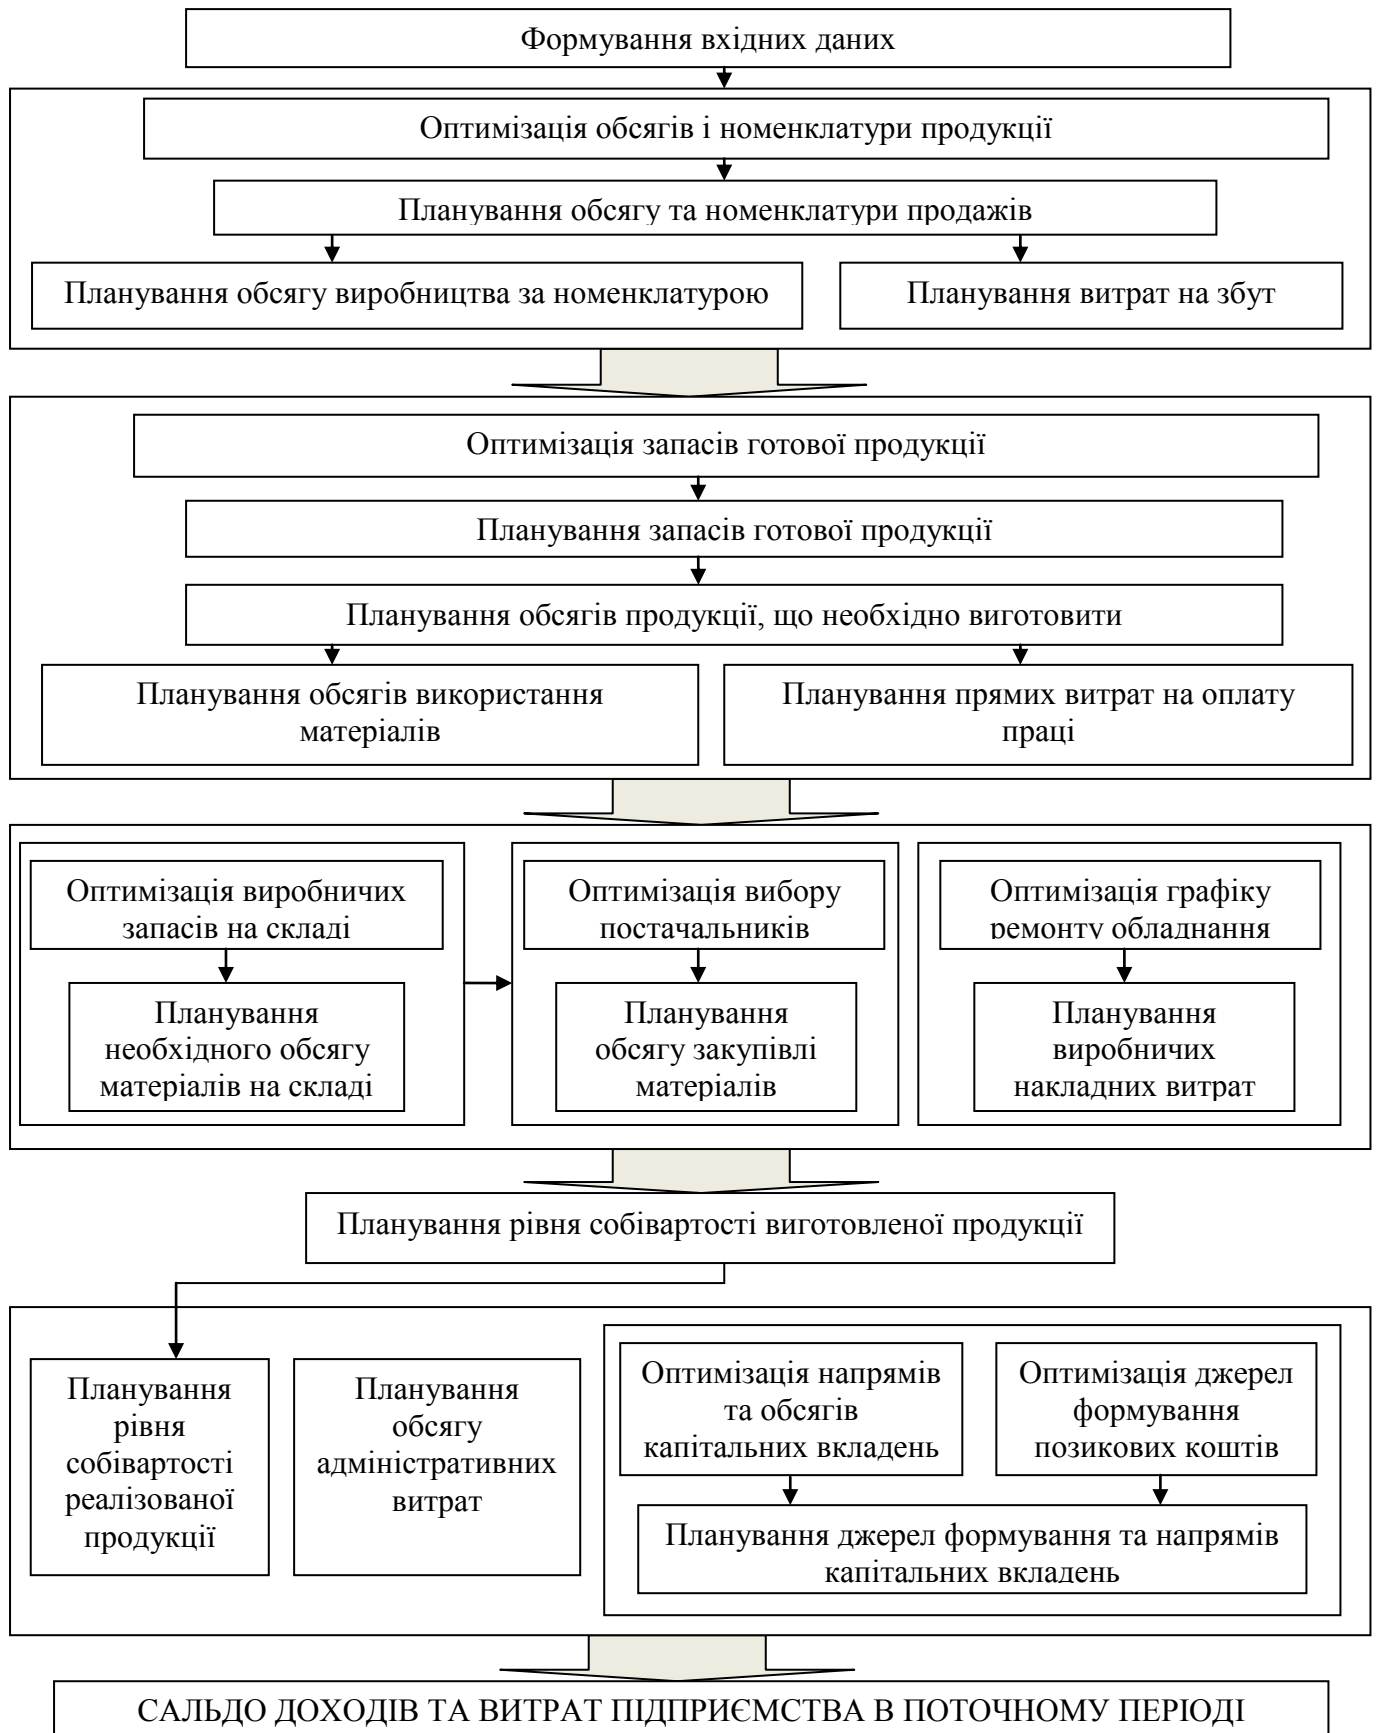 Формування вхідних даних
Оптимізація обсягів і номенклатури продукції
Планування обсягу та номенклатури продажів
Планування обсягу виробництва за номенклатурою
Планування витрат на збут
Оптимізація запасів готової продукції
Планування запасів готової продукції
Планування обсягів продукції, що необхідно виготовити
Планування обсягів використання
матеріалів
Планування прямих витрат на оплату
праці
Оптимізація виробничих
запасів на складі
Планування
необхідного обсягу
матеріалів на складі
Оптимізація вибору
постачальників
Планування
обсягу закупівлі
матеріалів
Оптимізація графіку
ремонту обладнання
Планування
виробничих
накладних витрат
Планування рівня собівартості виготовленої продукції
Планування
рівня
собівартості
реалізованої
продукції
Планування
обсягу
адміністративних
витрат
Оптимізація напрямів
та обсягів
капітальних вкладень
Оптимізація джерел
формування
позикових коштів
Планування джерел формування та напрямів
капітальних вкладень
САЛЬДО ДОХОДІВ ТА ВИТРАТ ПІДПРИЄМСТВА В ПОТОЧНОМУ ПЕРІОДІ